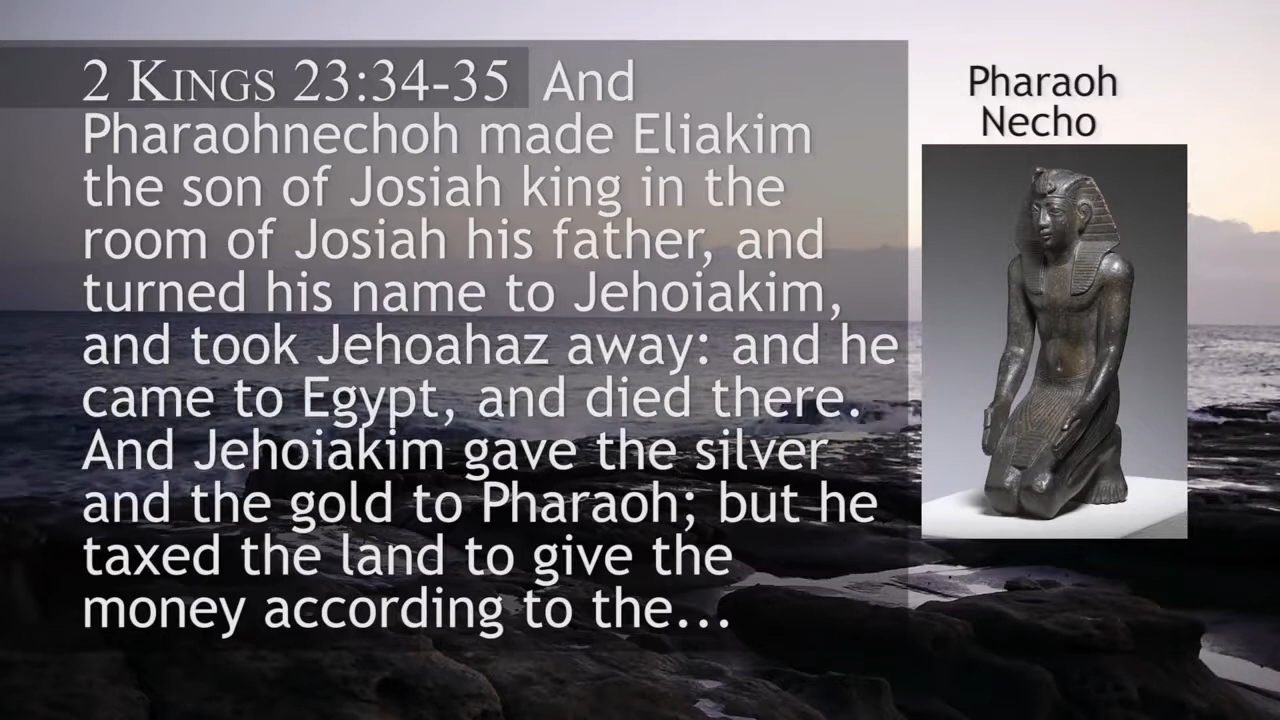 2 KINGS 23:34-35 And
Pharaohnechoh made Eliakim
the son of Josiah king in the
room of Josiah his father, and
turned his name to Jehoiakim,
and took Jehoahaz away: and he
came to Egypt, and died there.
And Jehoiakim gave the silver
and the gold to Pharaoh; but he
taxed the land to give the
money according to the...
Pharaoh
Necho